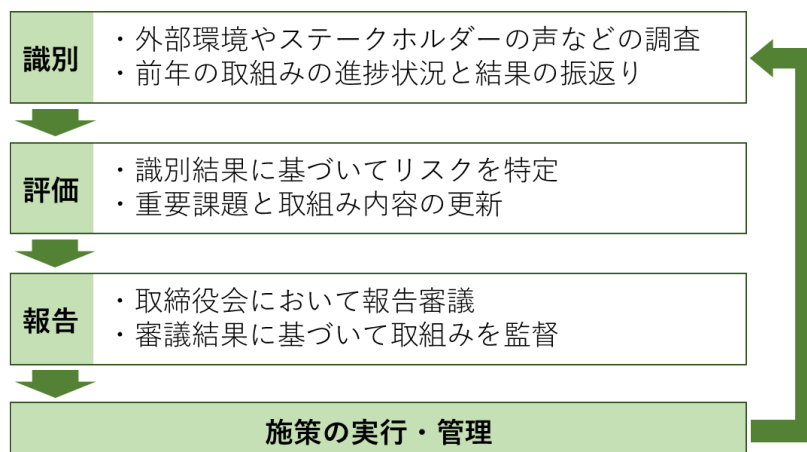 識別
・外部環境やステークホルダーの声などの調査
・前年の取組みの進捗状況と結果の振返り
評価
・識別結果に基づいてリスクを特定
・重要課題と取組み内容の更新
報告
・取締役会において報告審議
・審議結果に基づいて取組みを監督
施策の実行・管理